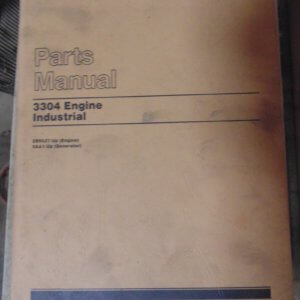 Parts
Manual
3304 Engine
Industrial
(Engine)
(Generator)